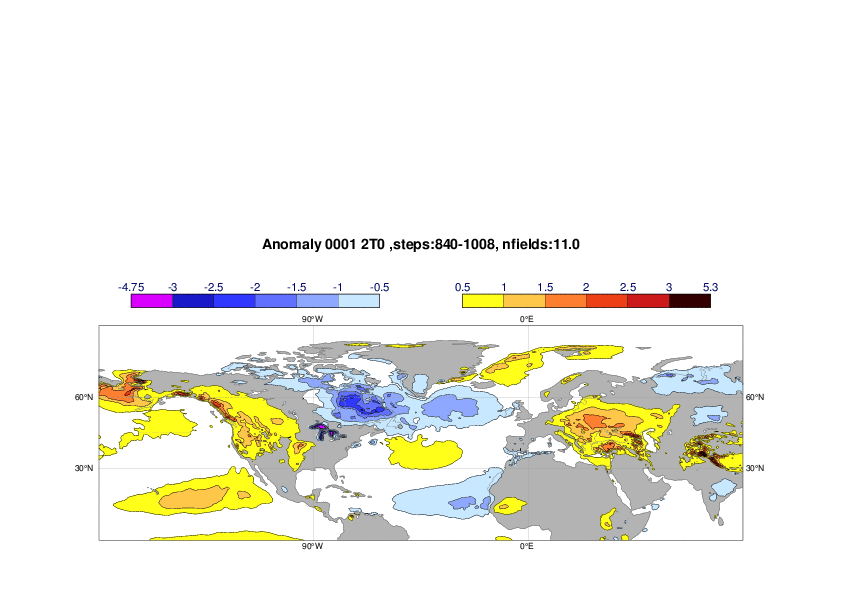 Anomaly 0001 2T0 ,steps:840-1008, nfields:11.0
-4.75 -3 -2.5 -2 -1.5 -1 -0.5 0.5 1 1.5 2 2.5 3 5.3
90°W 0°E
60°N 60°N
30°N 30°N
90°W 0°E